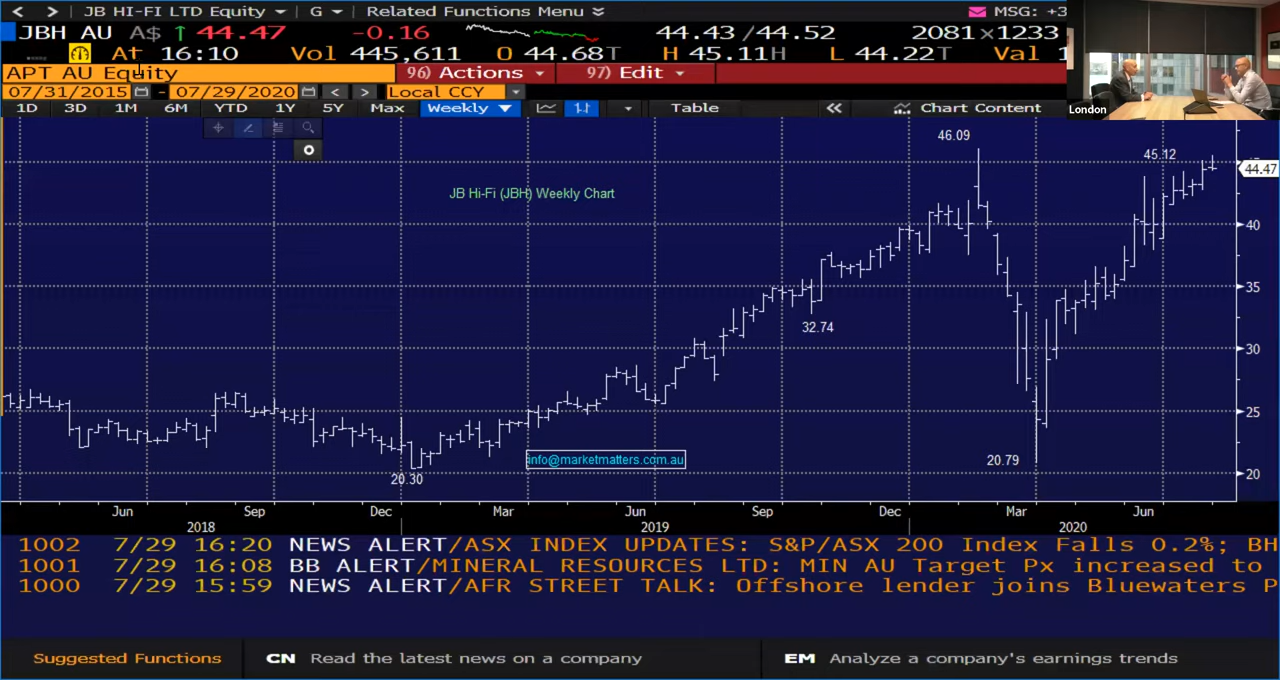 < > JB HI-FI LTD Equity G Related Functions Menu MSG: +3
JBH AU A$ ↑ 44.47 -0.16 44.43 / 44.52 2081 × 1233
At 16:10 Vol 445,611 O 44.68T H 45.11H L 44.22T Val 1
APT AU Equity 96) Actions 97) Edit
07/31/2015 - 07/29/2020 < > Local CCY
1D 3D 1M 6M YTD 1Y 5Y Max Weekly Table « Chart Content
London
46.09
45.12
44.47
JB Hi-Fi (JBH) Weekly Chart
40
35
32.74
30
25
info@marketmatters.com.au
20.79
20.30
20
Jun Sep Dec Mar Jun Sep Dec Mar Jun
2018 2019 2020
1002 7/29 16:20 NEWS ALERT/ASX INDEX UPDATES: S&P/ASX 200 Index Falls 0.2%; BH
1001 7/29 16:08 BB ALERT/MINERAL RESOURCES LTD: MIN AU Target Px increased to
1000 7/29 15:59 NEWS ALERT/AFR STREET TALK: Offshore lender joins Bluewaters P
Suggested Functions CN Read the latest news on a company EM Analyze a company's earnings trends